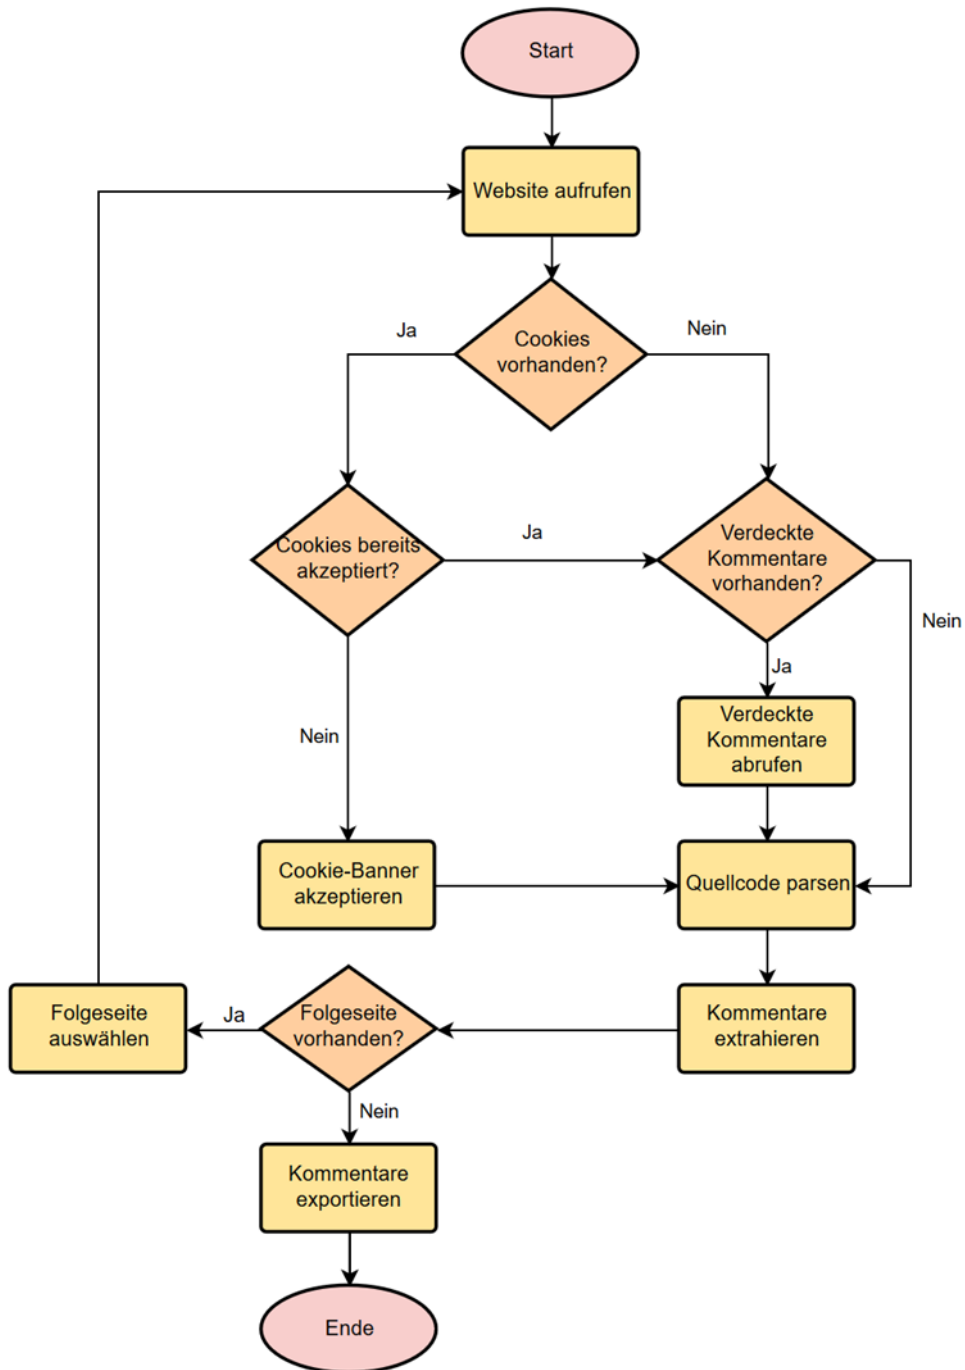 Start
Website aufrufen
Ja
Nein
Cookies
vorhanden?
Cookies bereits
akzeptiert?
Ja
Verdeckte
Kommentare
vorhanden?
Nein
Ja
Nein
Verdeckte
Kommentare
abrufen
Cookie-Banner
akzeptieren
Quellcode parsen
Folgeseite
auswählen
Ja
Folgeseite
vorhanden?
Kommentare
extrahieren
Nein
Kommentare
exportieren
Ende